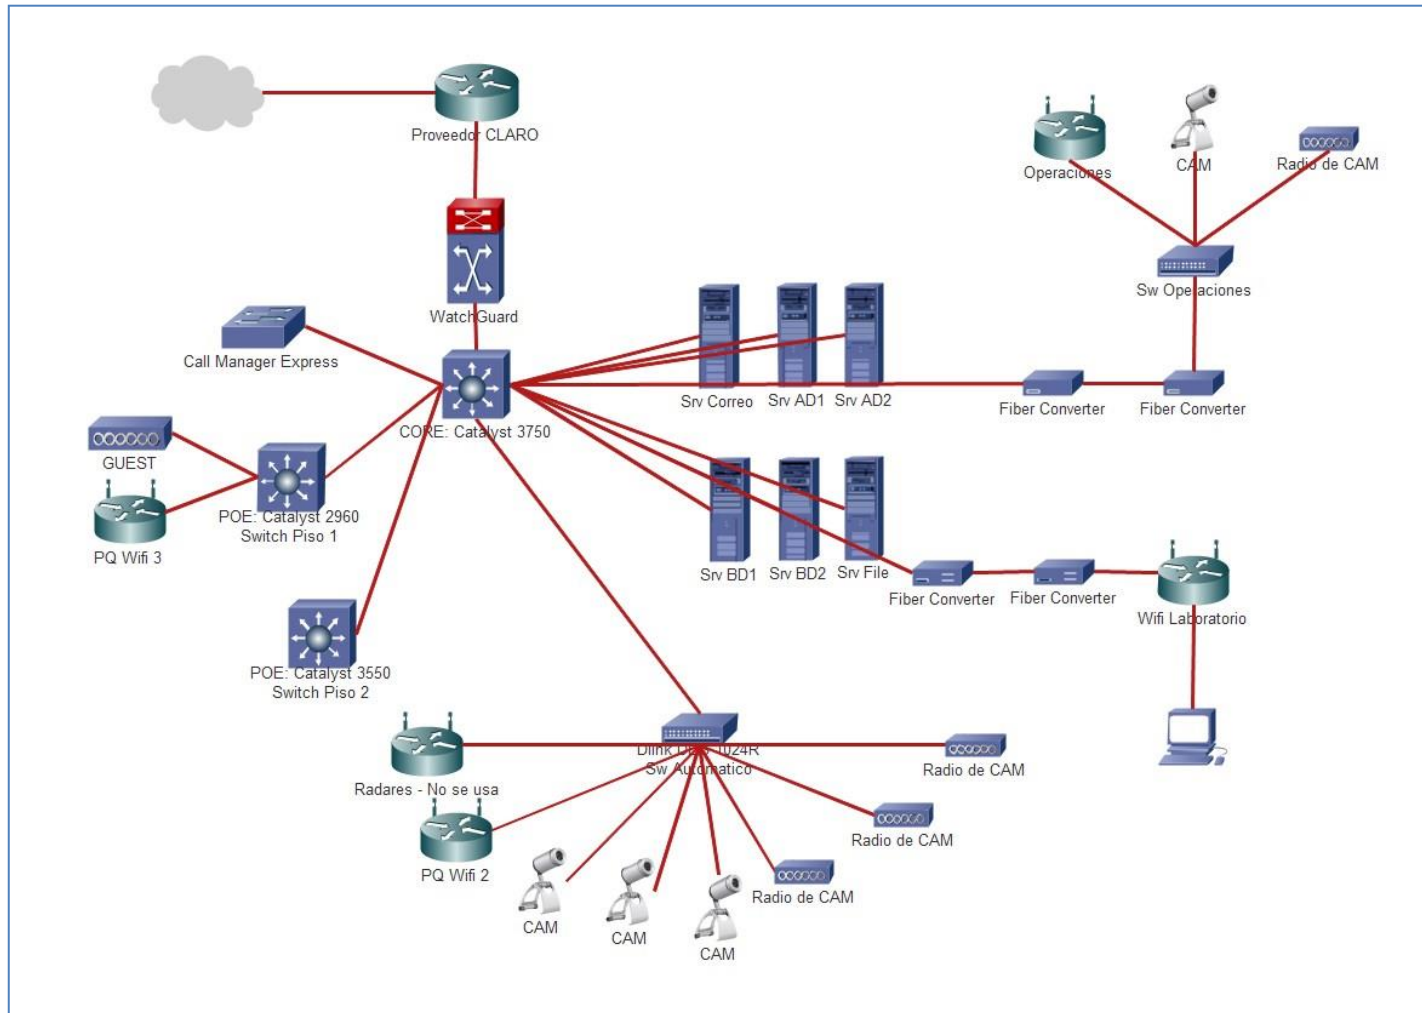 Proveedor CLARO
Operaciones
CAM
Radio de CAM
WatchGuard
Sw Operaciones
Call Manager Express
Srv Correo
Srv AD1
Srv AD2
Fiber Converter
Fiber Converter
CORE: Catalyst 3750
GUEST
POE: Catalyst 2960
Switch Piso 1
PQ Wifi 3
Srv BD1
Srv BD2
Srv File
Fiber Converter
Fiber Converter
Wifi Laboratorio
POE: Catalyst 3550
Switch Piso 2
Dlink 1024R
Sw Automatico
Radares - No se usa
Radio de CAM
Radio de CAM
PQ Wifi 2
Radio de CAM
CAM
CAM
CAM